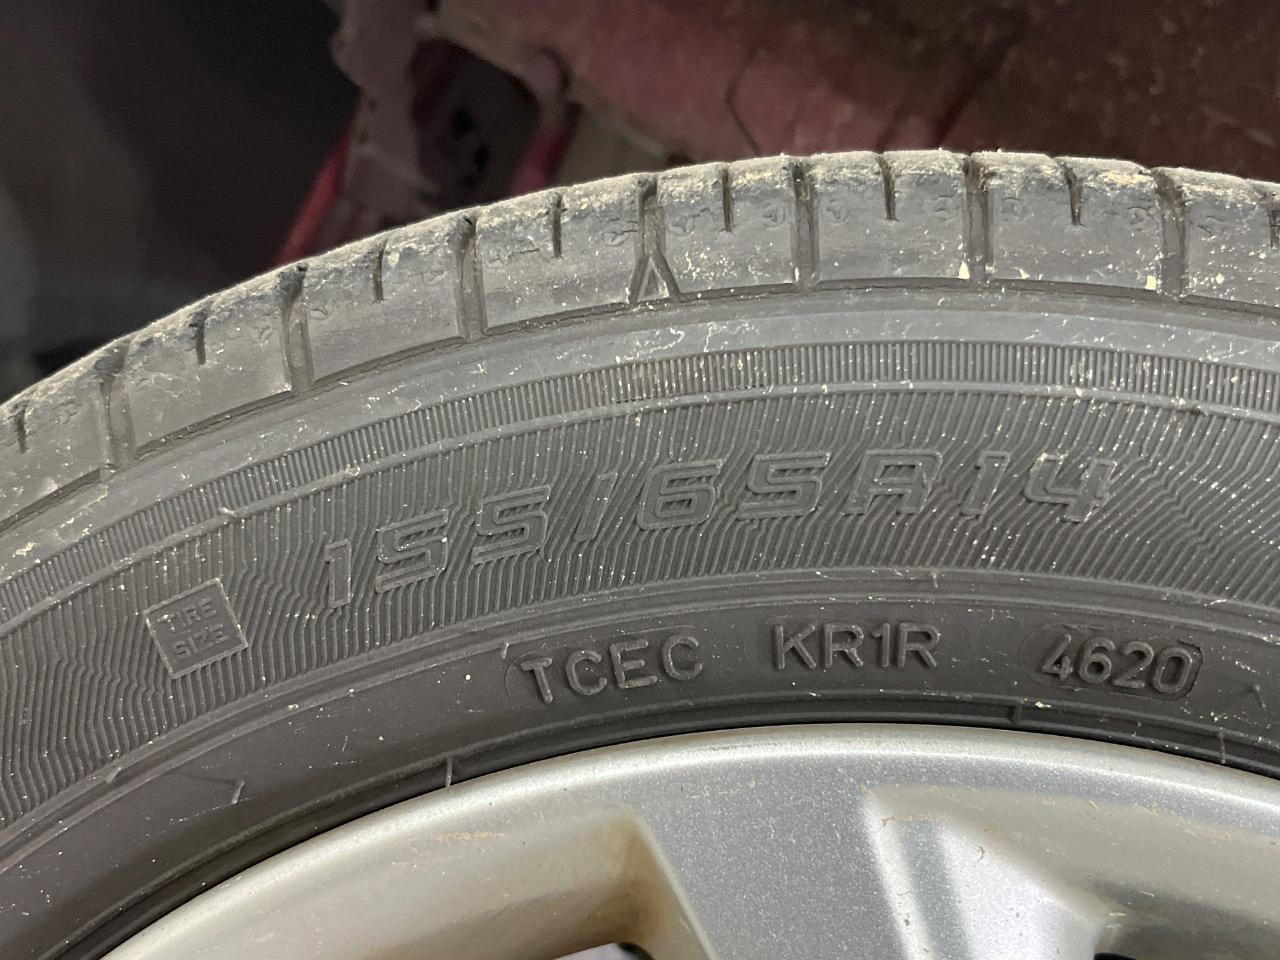 155/65R14
TIRE
SIZE
TCEC KR1R 4620